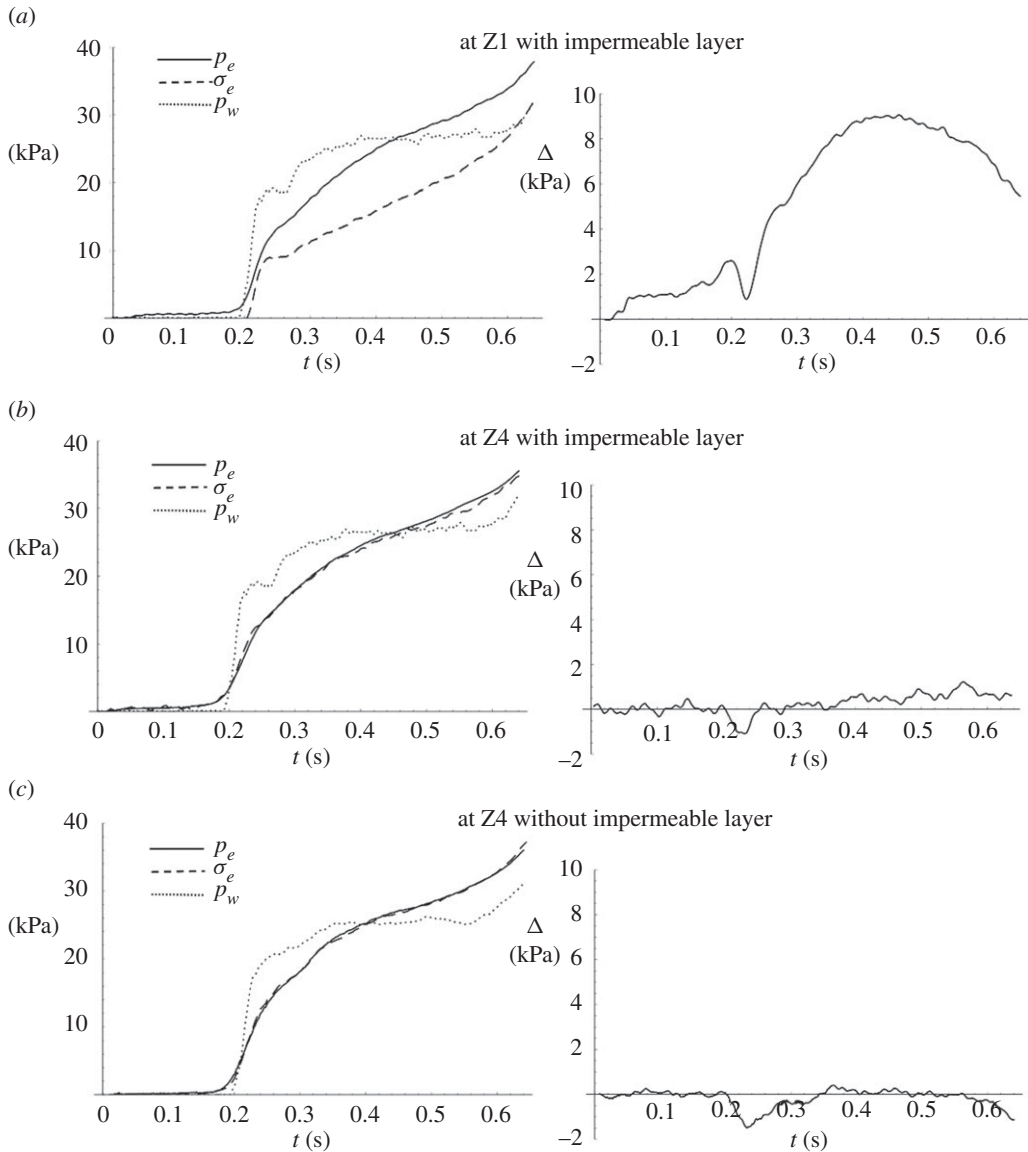 (a)
at Z1 with impermeable layer
40
30
20
10
(kPa)
p_e
σ_e
p_w
0
0.1
0.2
0.3
0.4
0.5
0.6
t (s)
10
8
6
4
2
0
−2
Δ
(kPa)
0.1
0.2
0.3
0.4
0.5
0.6
t (s)
(b)
at Z4 with impermeable layer
40
30
20
10
(kPa)
p_e
σ_e
p_w
0
0.1
0.2
0.3
0.4
0.5
0.6
t (s)
10
8
6
4
2
0
−2
Δ
(kPa)
0.1
0.2
0.3
0.4
0.5
0.6
t (s)
(c)
at Z4 without impermeable layer
40
30
20
10
(kPa)
p_e
σ_e
p_w
0
0.1
0.2
0.3
0.4
0.5
0.6
t (s)
10
8
6
4
2
0
−2
Δ
(kPa)
0.1
0.2
0.3
0.4
0.5
0.6
t (s)